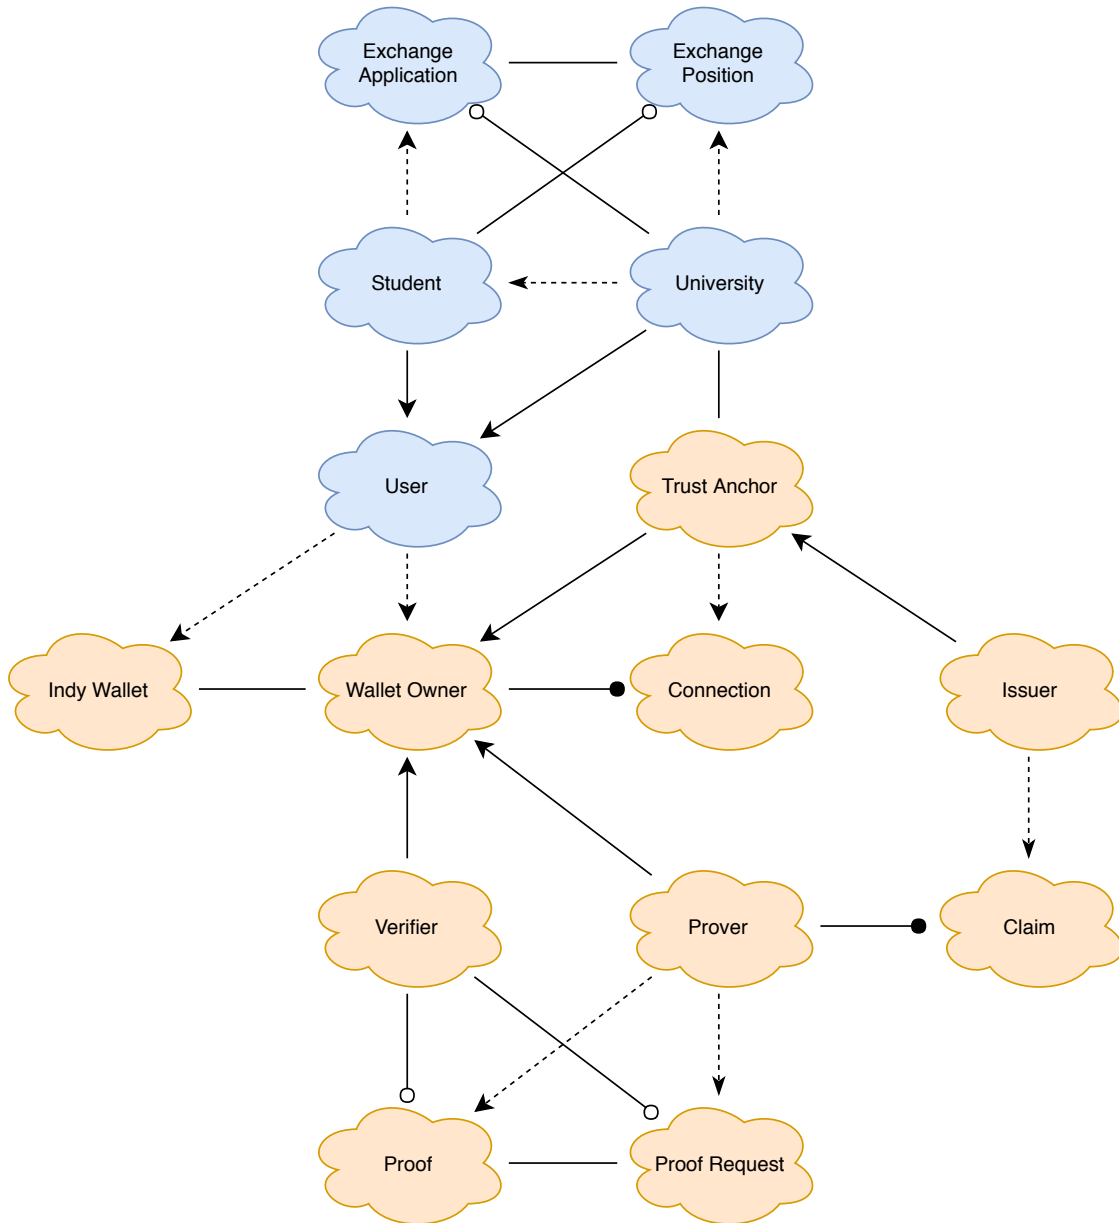 Exchange
Application
Exchange
Position
Student
University
User
Trust Anchor
Indy Wallet
Wallet Owner
Connection
Issuer
Verifier
Prover
Claim
Proof
Proof Request